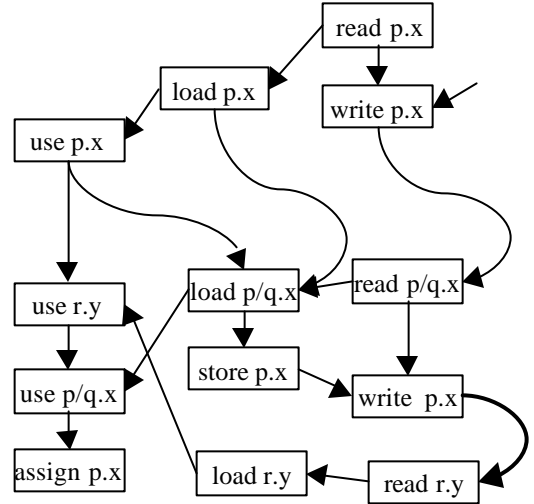 read p.x
load p.x
write p.x
use p.x
load p/q.x
read p/q.x
use r.y
store p.x
use p/q.x
write p.x
assign p.x
load r.y
read r.y